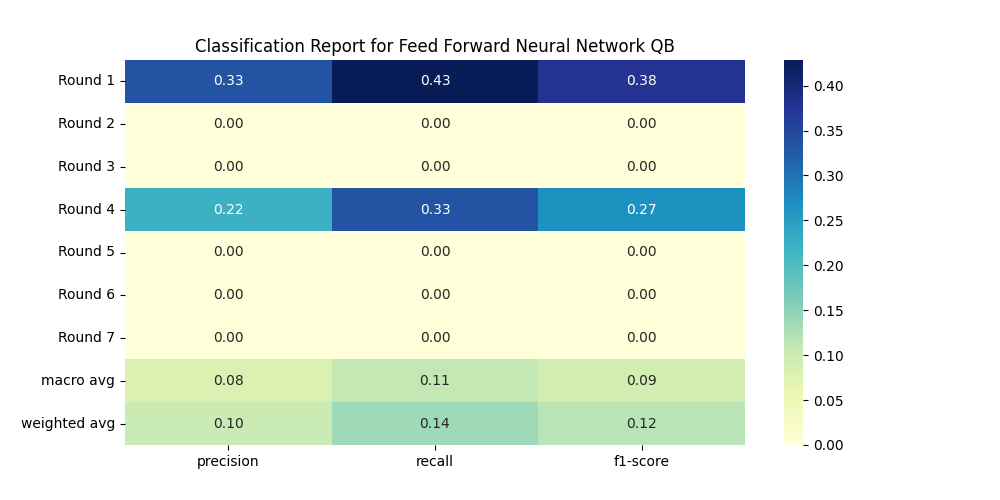 Classification Report for Feed Forward Neural Network QB
Round 1 0.33 0.43 0.38
Round 2 0.00 0.00 0.00
Round 3 0.00 0.00 0.00
Round 4 0.22 0.33 0.27
Round 5 0.00 0.00 0.00
Round 6 0.00 0.00 0.00
Round 7 0.00 0.00 0.00
macro avg 0.08 0.11 0.09
weighted avg 0.10 0.14 0.12
precision recall f1-score
0.40
0.35
0.30
0.25
0.20
0.15
0.10
0.05
0.00